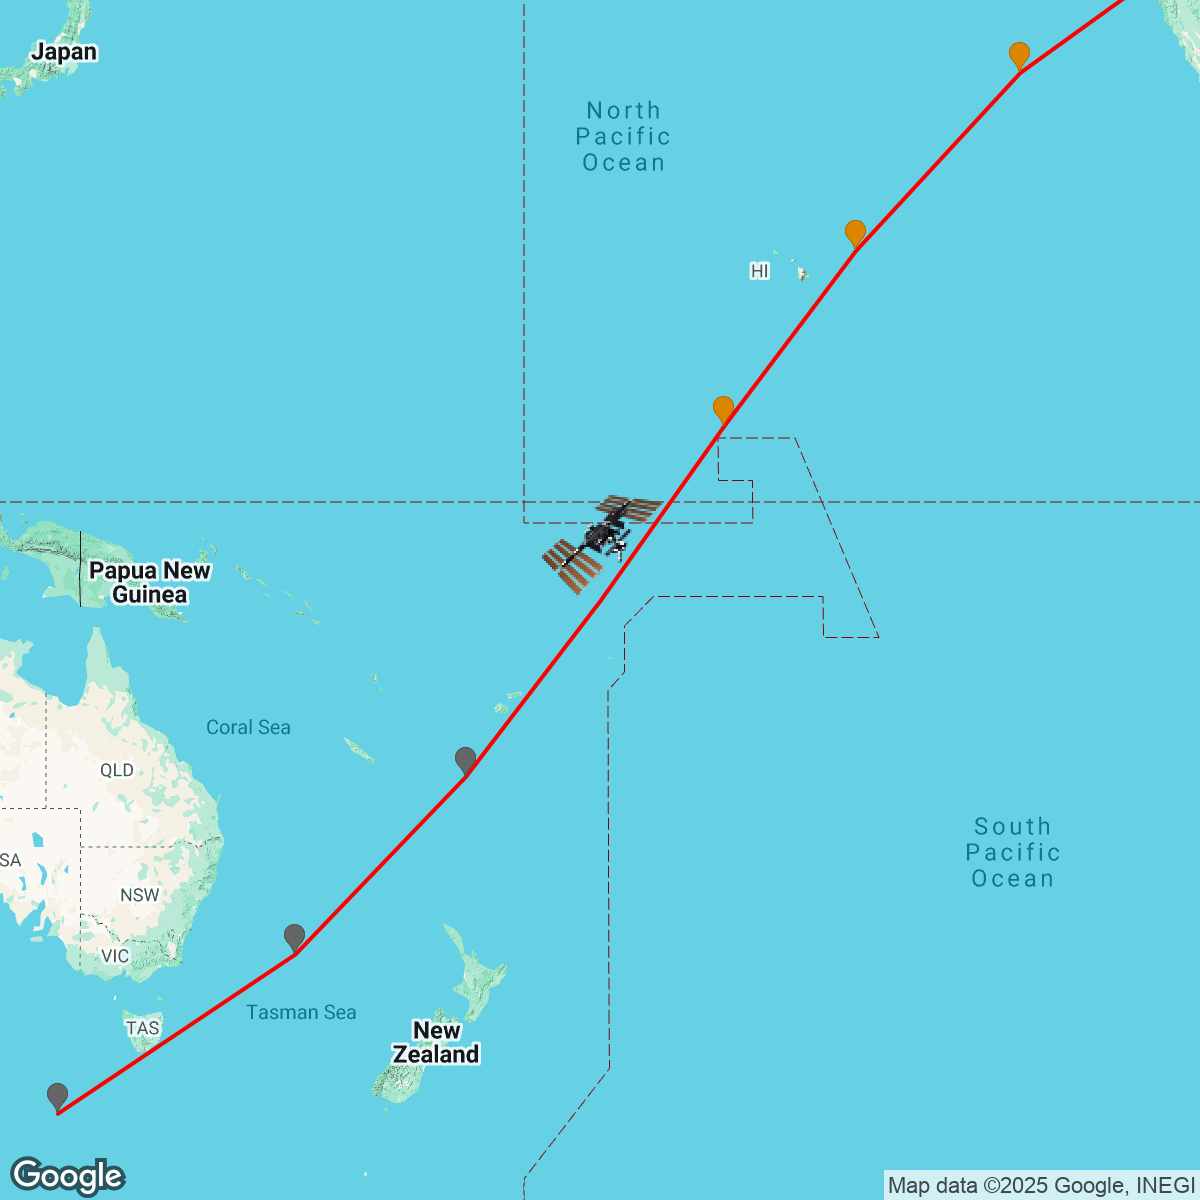 Japan
North
Pacific
Ocean
HI
Papua New
Guinea
Coral Sea
QLD
South
Pacific
Ocean
SA
NSW
VIC
Tasman Sea
TAS
New
Zealand
Google
Map data ©2025 Google, INEGI